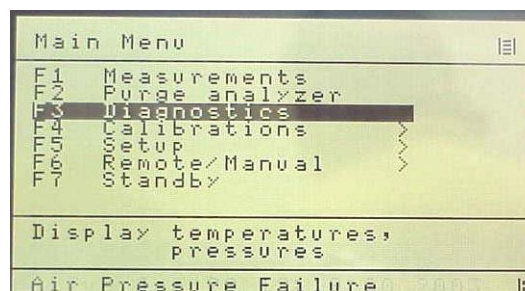 Main Menu
F1 Measurements
F2 Purge analyzer
F3 Diagnostics
F4 Calibrations >
F5 Setup >
F6 Remote/Manual >
F7 Standby
Display temperatures,
pressures
Air Pressure Failure